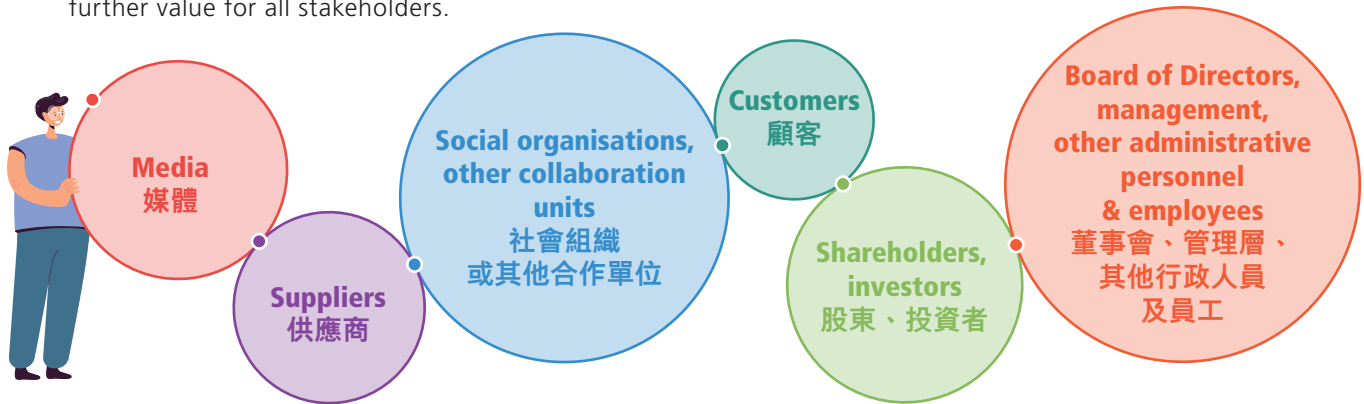 further value for all stakeholders.
Media
媒體
Suppliers
供應商
Social organisations,
other collaboration
units
社會組織
或其他合作單位
Customers
顧客
Shareholders,
investors
股東、投資者
Board of Directors,
management,
other administrative
personnel
& employees
董事會、管理層、
其他行政人員
及員工